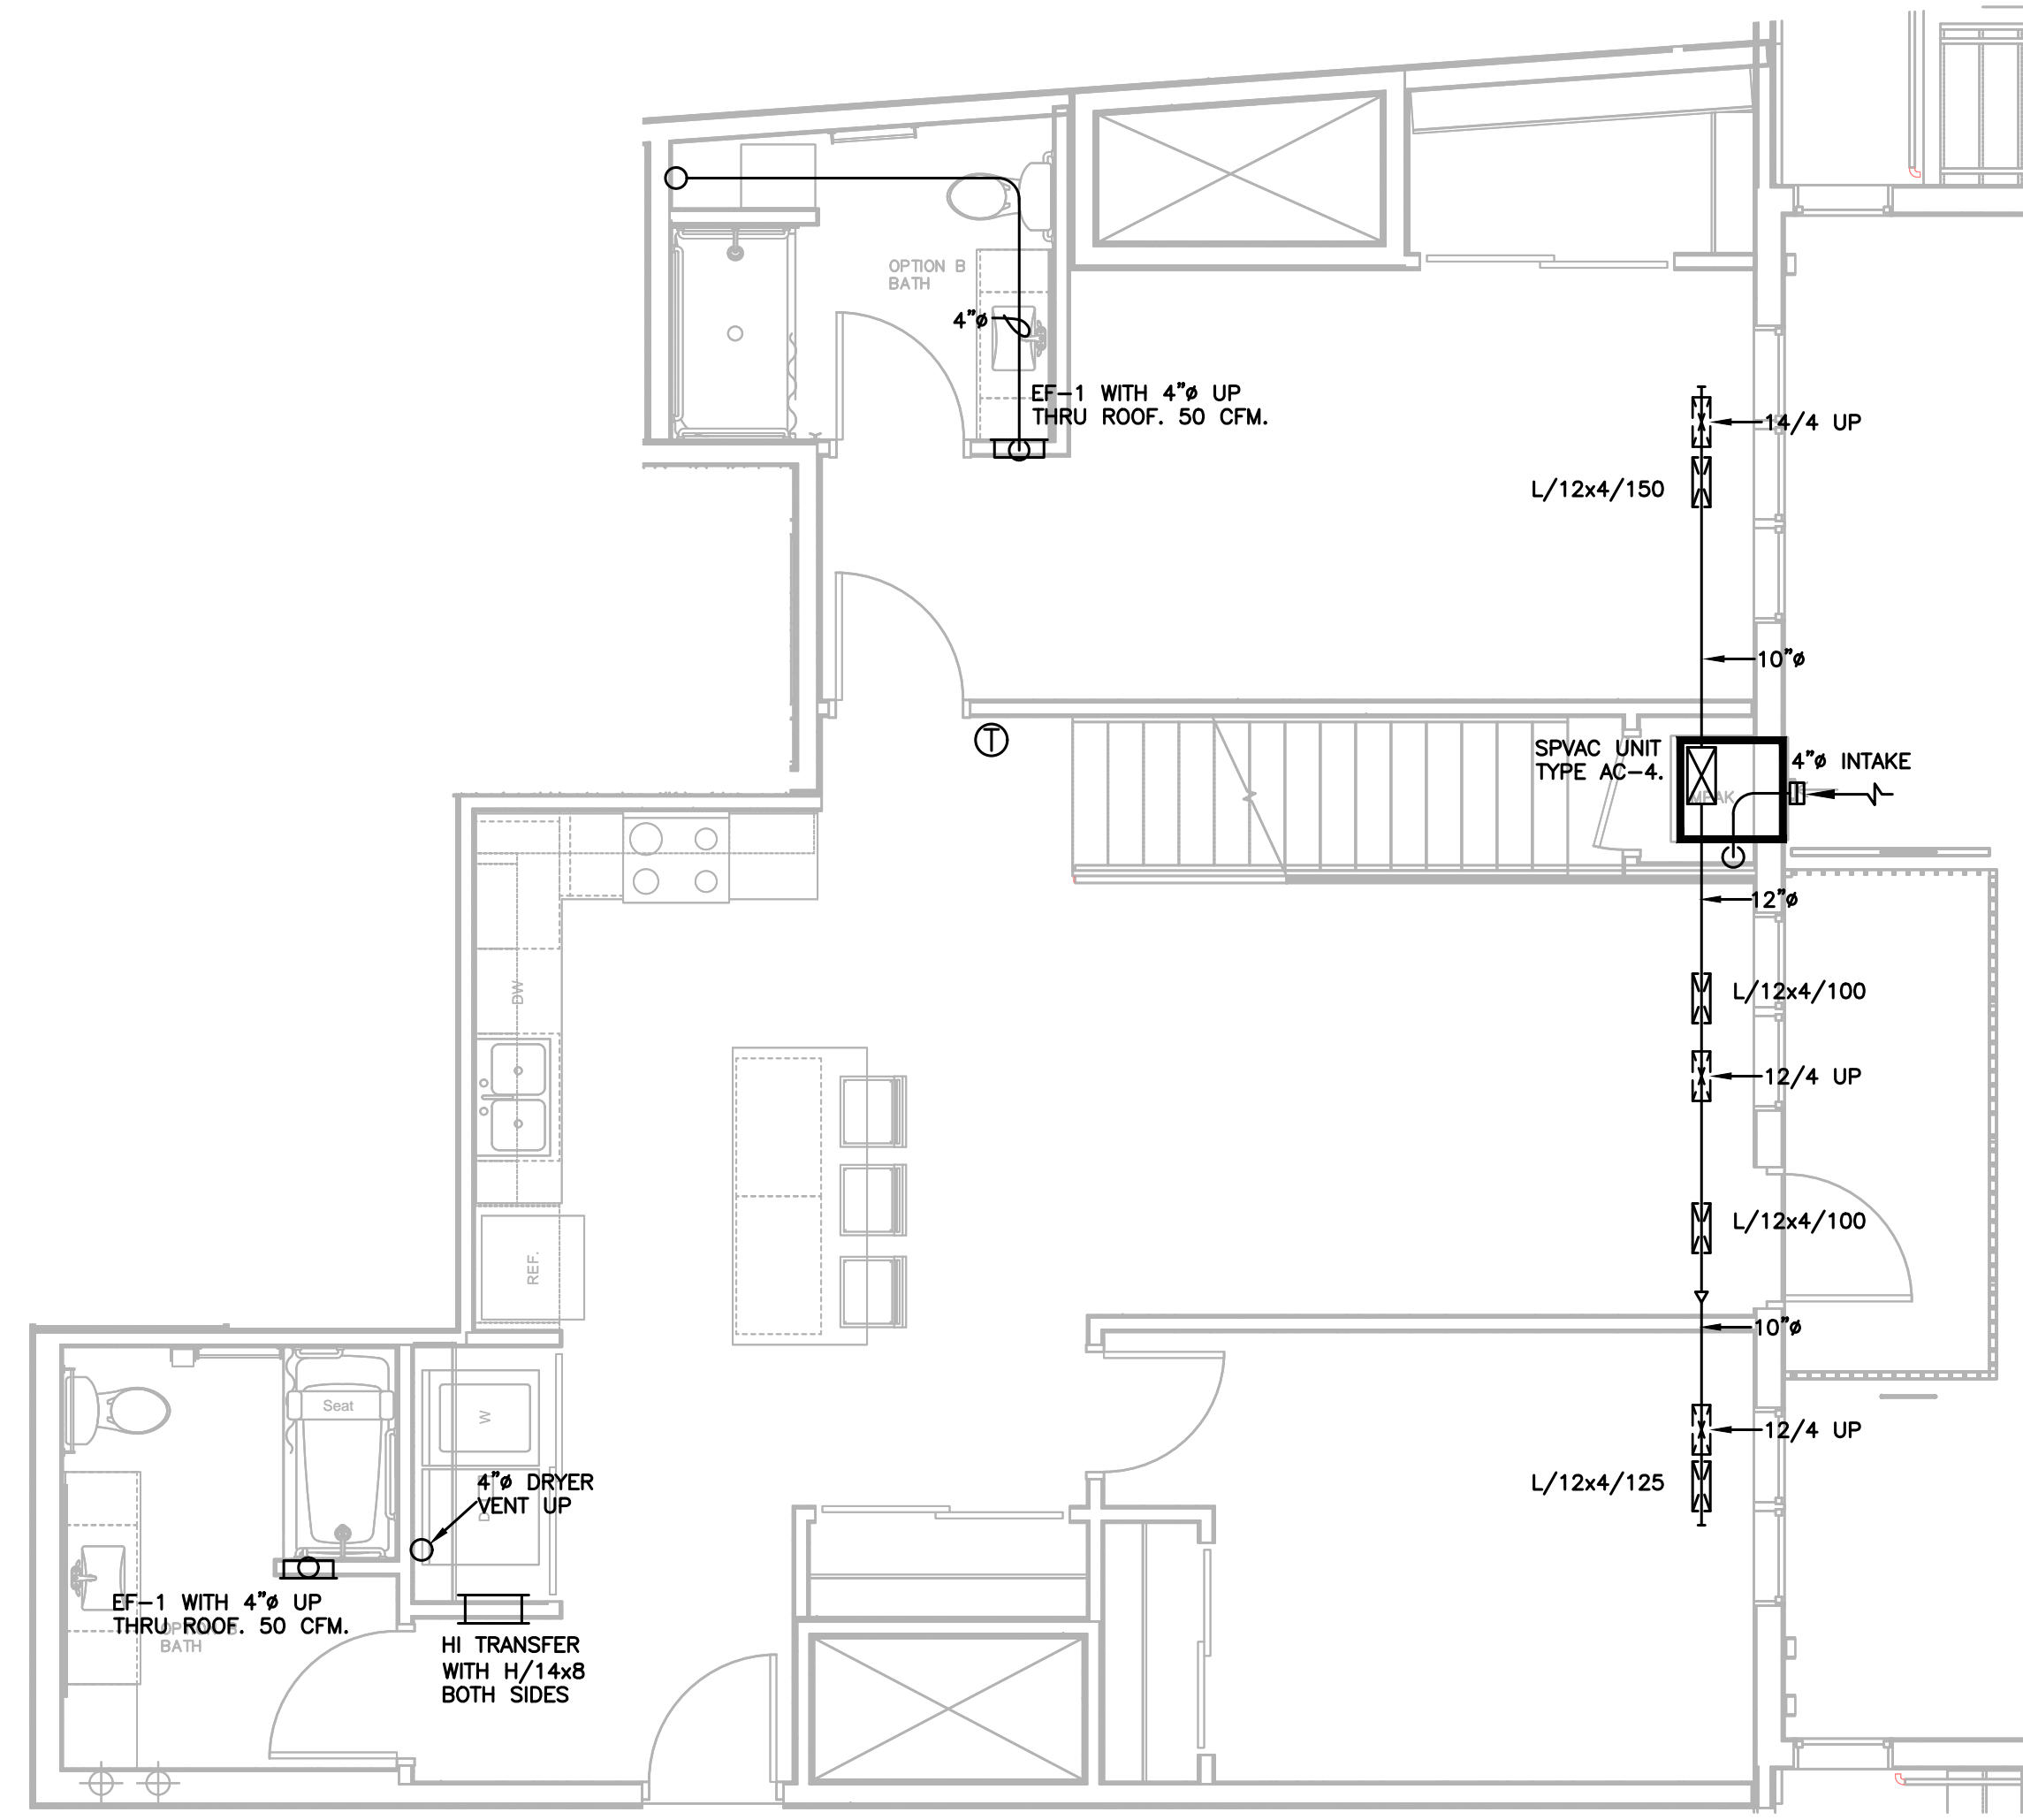 OPTION B
BATH
4"ø
EF-1 WITH 4"ø UP
THRU ROOF. 50 CFM.
14/4 UP
L/12x4/150
10"ø
T
SPVAC UNIT
TYPE AC-4.
4"ø INTAKE
12"ø
DW
L/12x4/100
12/4 UP
L/12x4/100
REF.
10"ø
Seat
W
12/4 UP
4"ø DRYER
VENT UP
D
L/12x4/125
EF-1 WITH 4"ø UP
THRU ROOF. 50 CFM.
BATH
HI TRANSFER
WITH H/14x8
BOTH SIDES